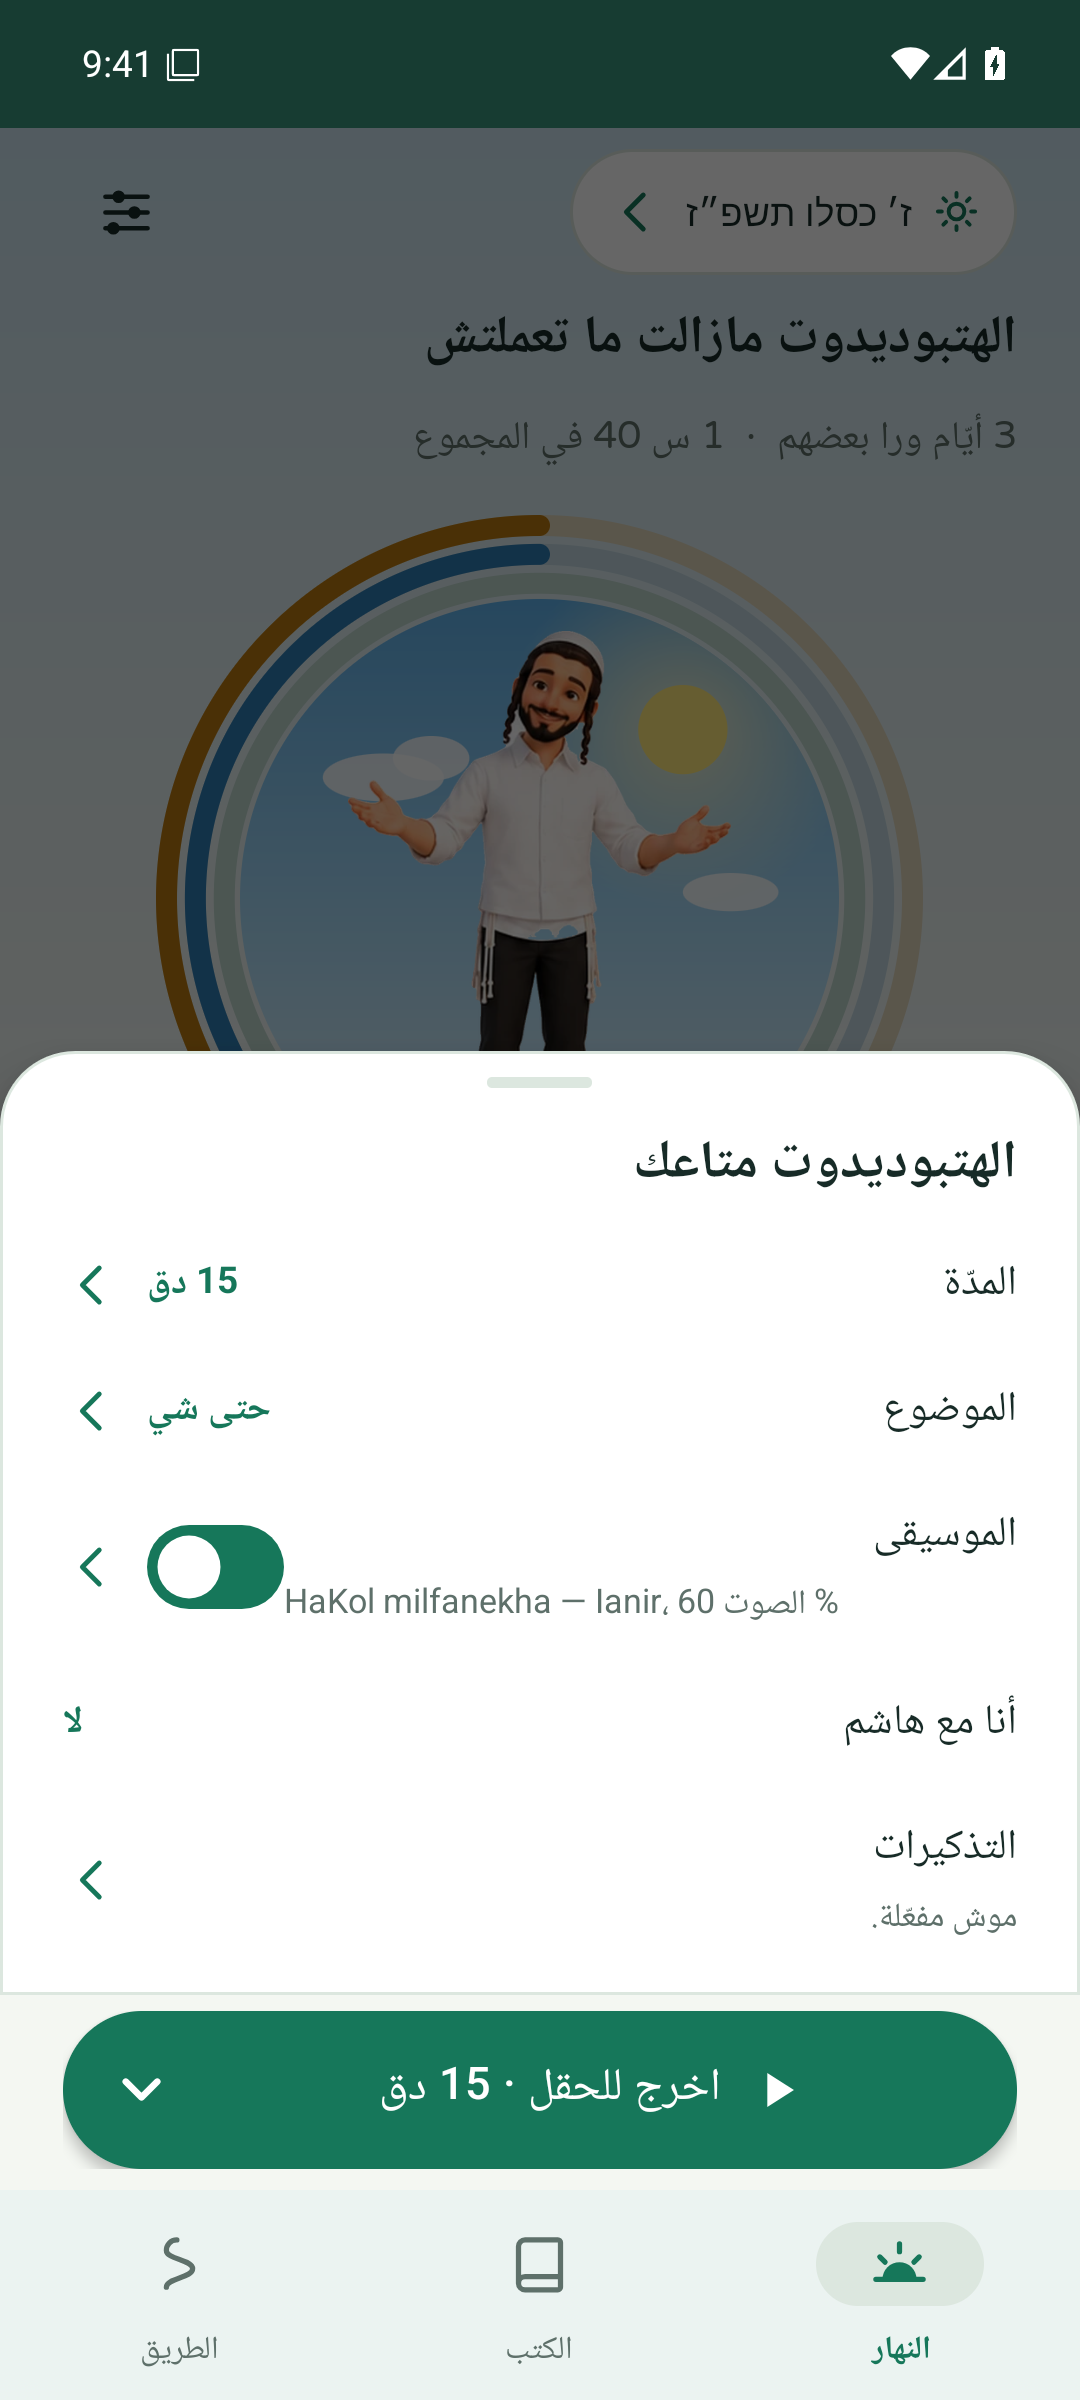 9:41
ז׳ כסלו תשפ״ז
الهتبوديدوت مازالت ما تعملتش
3 أيّام ورا بعضهم · 1 س 40 في المجموع
الهتبوديدوت متاعك
المدّة
15 دق
الموضوع
حتى شي
الموسيقى
HaKol milfanekha — Ianir، الصوت 60 %
أنا مع هاشم
لا
التذكيرات
موش مفعّلة.
اخرج للحقل · 15 دق
النهار
الكتب
الطريق